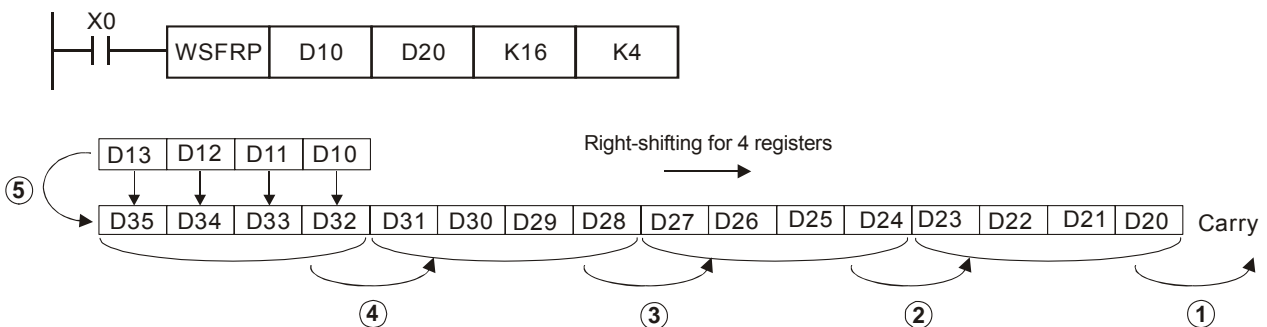 X0
WSFRP D10 D20 K16 K4
Right-shifting for 4 registers
D13 D12 D11 D10
5
D35 D34 D33 D32 D31 D30 D29 D28 D27 D26 D25 D24 D23 D22 D21 D20 Carry
4 3 2 1